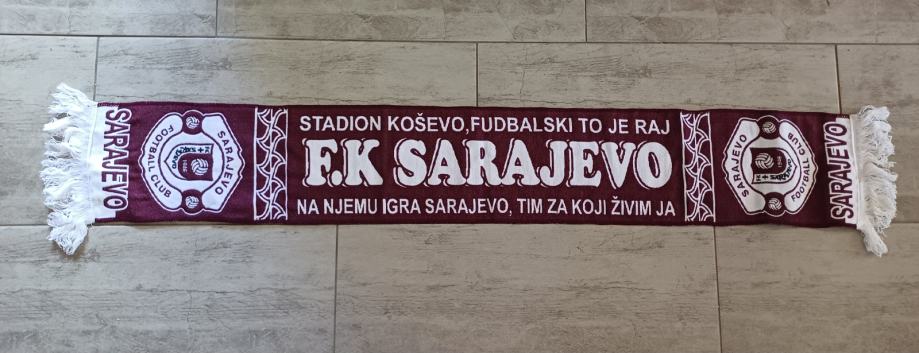 SARAJEVO
SARAJEVO
FOOTBALL CLUB
STADION KOŠEVO,FUDBALSKI TO JE RAJ
F.K SARAJEVO
NA NJEMU IGRA SARAJEVO, TIM ZA KOJI ŽIVIM JA
SARAJEVO
FOOTBALL CLUB
SARAJEVO